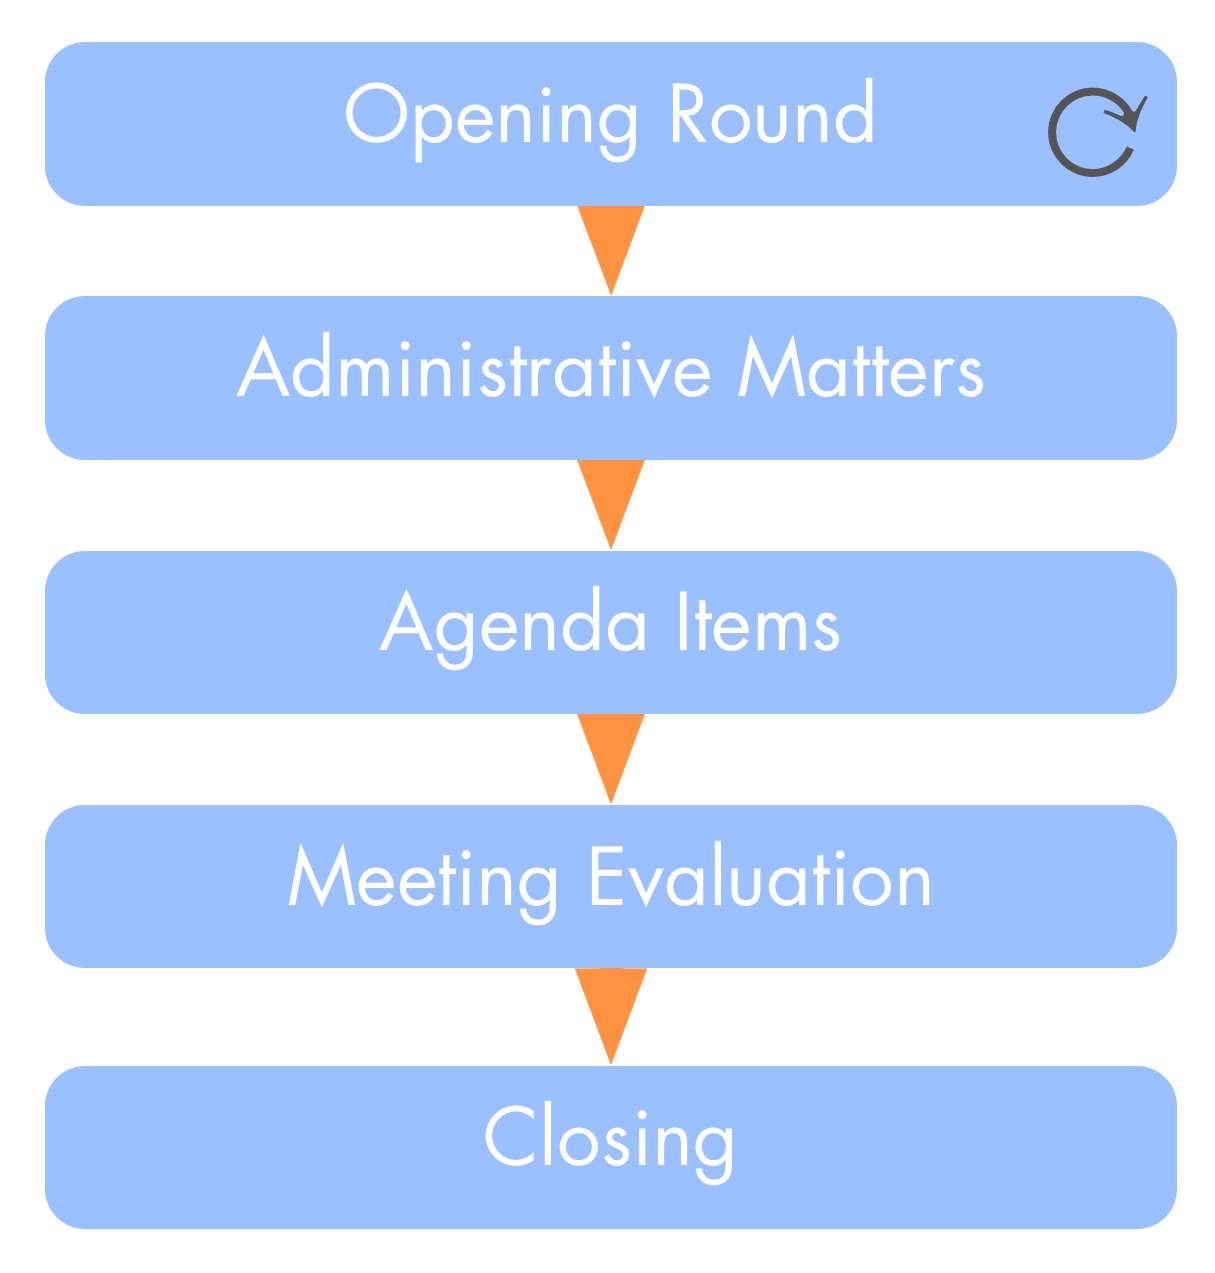 Opening Round
Administrative Matters
Agenda Items
Meeting Evaluation
Closing